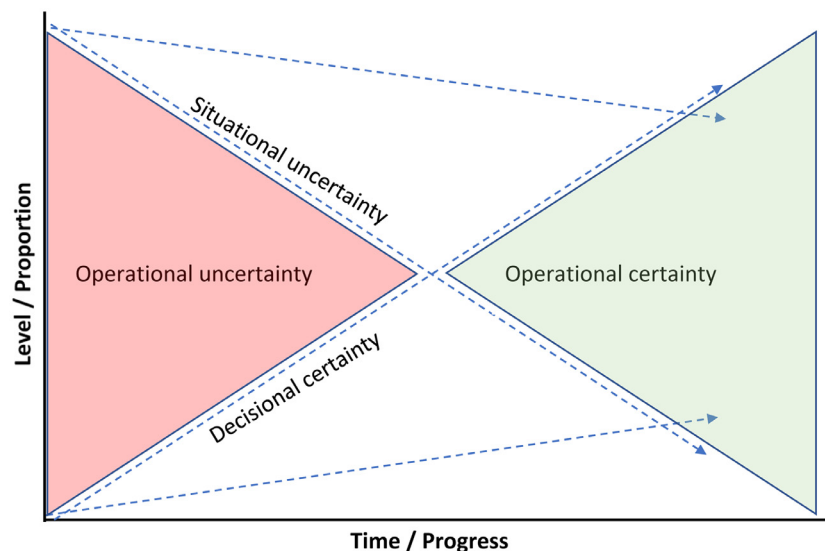 Situational uncertainty
Level / Proportion
Operational uncertainty
Operational certainty
Decisional certainty
Time / Progress